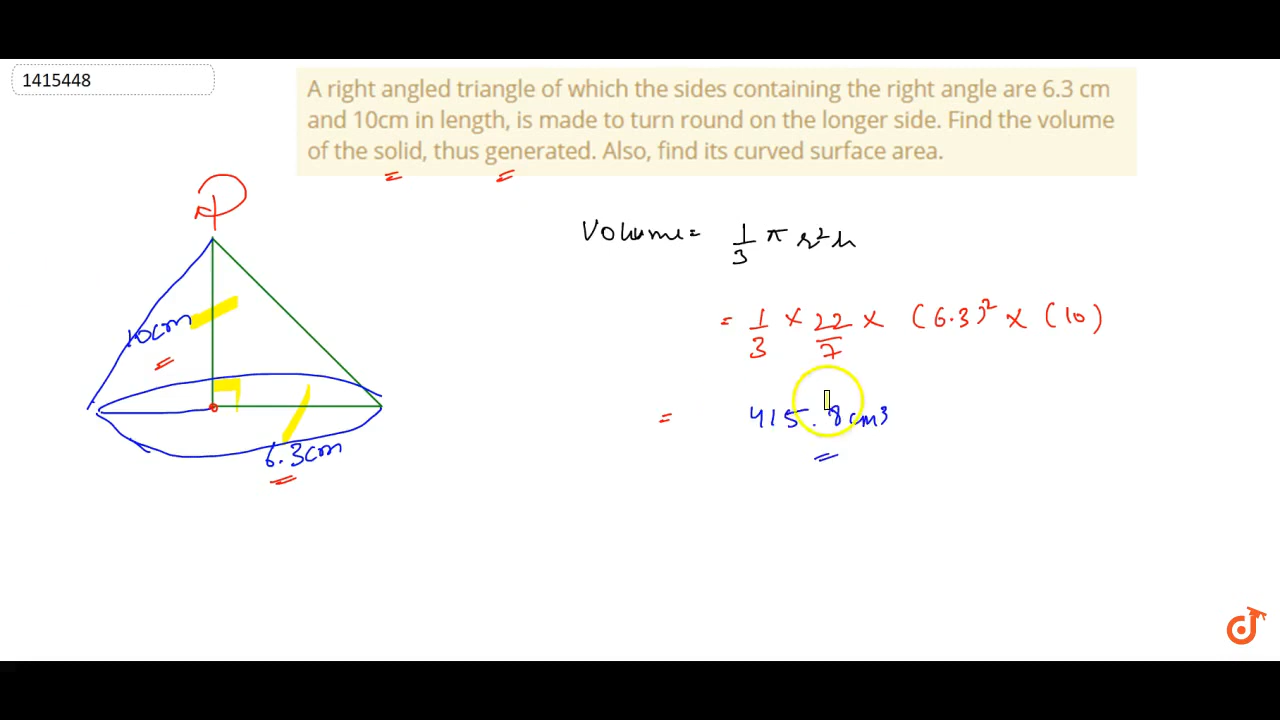 1415448
A right angled triangle of which the sides containing the right angle are 6.3 cm
and 10cm in length, is made to turn round on the longer side. Find the volume
of the solid, thus generated. Also, find its curved surface area.
Volume = 1/3 π r²h
= 1/3 × 22/7 × (6.3)² × (10)
10cm
= 415.8cm³
6.3cm